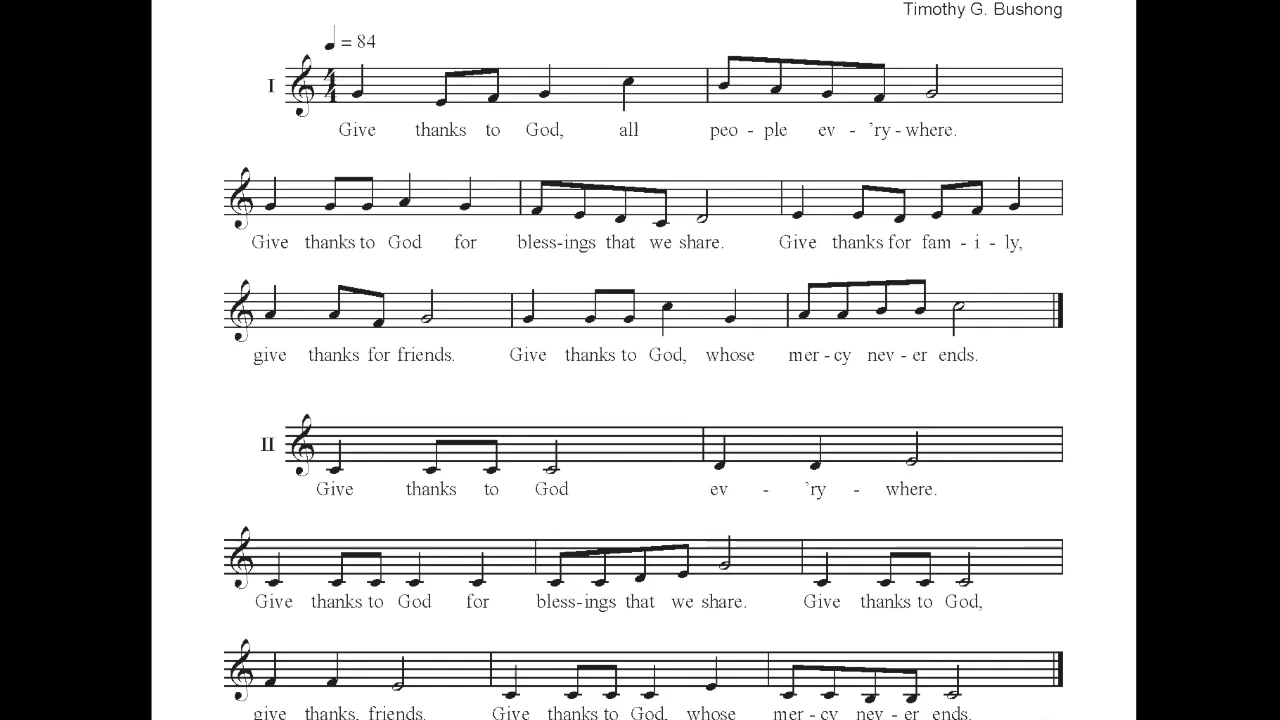 Timothy G. Bushong
= 84
I
4
4
Give thanks to God, all peo - ple ev - 'ry - where.
Give thanks to God for bless-ings that we share. Give thanks for fam - i - ly,
give thanks for friends. Give thanks to God, whose mer - cy nev - er ends.
II
Give thanks to God ev - 'ry - where.
Give thanks to God for bless-ings that we share. Give thanks to God,
give thanks, friends. Give thanks to God, whose mer - cy nev - er ends.